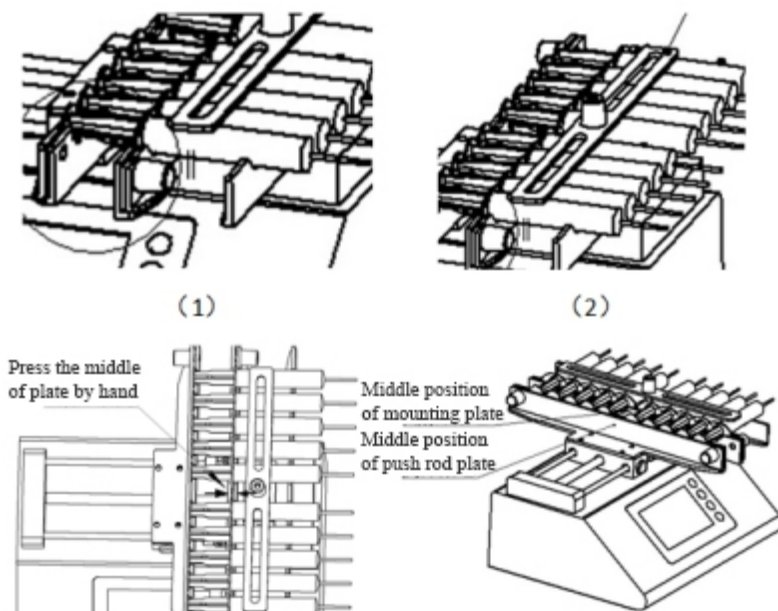 （1）
（2）
Press the middle
of plate by hand
Middle position
of mounting plate
Middle position
of push rod plate